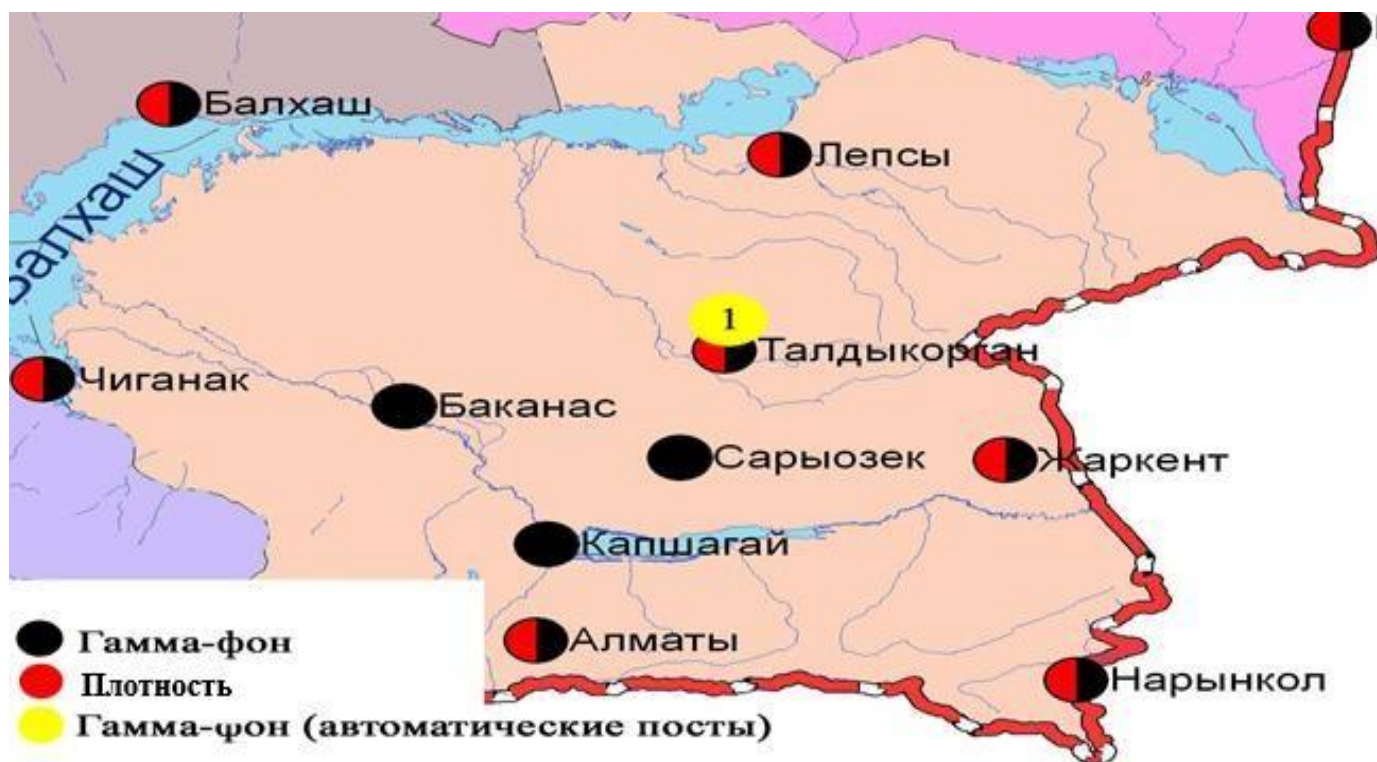 Балхаш
Лепсы
Балхаш
1
Талдыкорган
Чиганак
Баканас
Сарыозек
Жаркент
Капшагай
Алматы
Нарынкол
Гамма-фон
Плотность
Гамма-фон (автоматические посты)